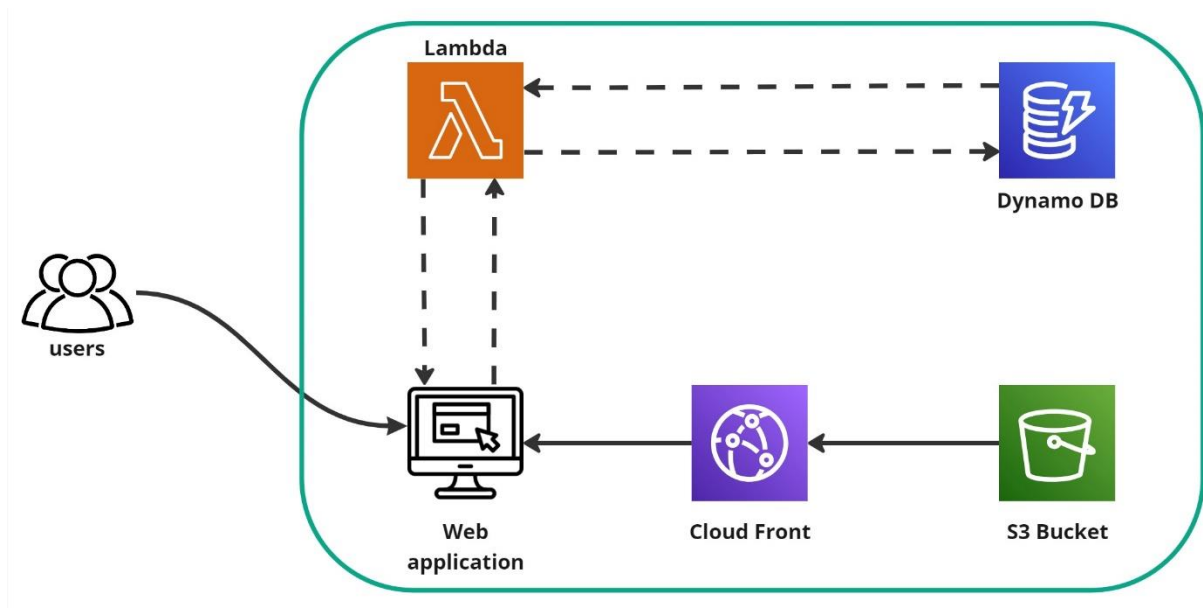 Lambda
Dynamo DB
users
Web
application
Cloud Front
S3 Bucket